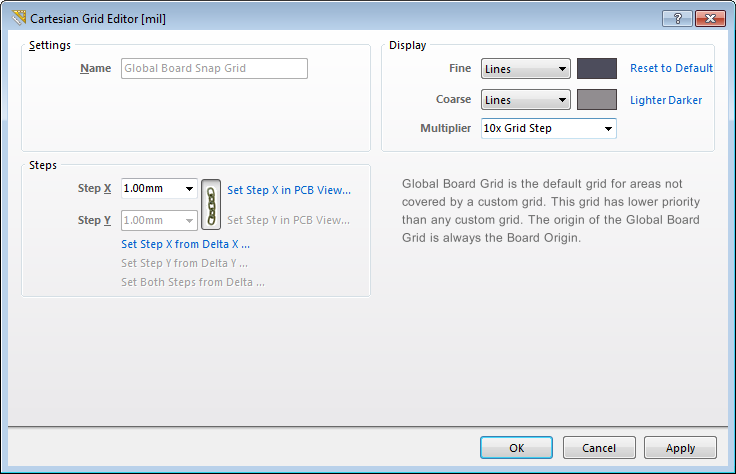 Cartesian Grid Editor [mil]
Settings
Name Global Board Snap Grid
Display
Fine Lines Reset to Default
Coarse Lines Lighter Darker
Multiplier 10x Grid Step
Steps
Step X 1.00mm Set Step X in PCB View...
Step Y 1.00mm Set Step Y in PCB View...
Set Step X from Delta X ...
Set Step Y from Delta Y ...
Set Both Steps from Delta ...
Global Board Grid is the default grid for areas not
covered by a custom grid. This grid has lower priority
than any custom grid. The origin of the Global Board
Grid is always the Board Origin.
OK Cancel Apply